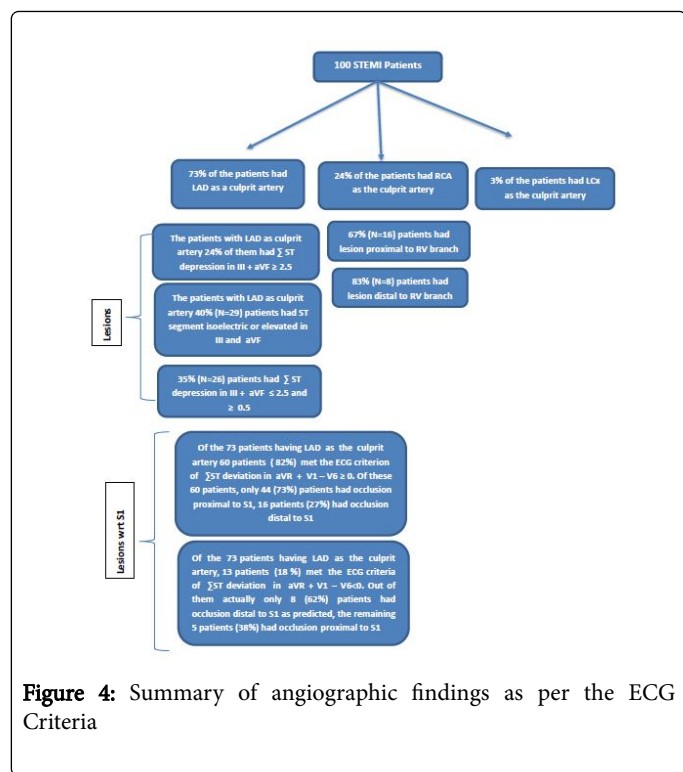 100 STEMI Patients
73% of the patients had
LAD as a culprit artery
24% of the patients had RCA
as the culprit artery
3% of the patients had LCx
as the culprit artery
Lesions
The patients with LAD as culprit
artery 24% of them had ∑ ST
depression in III + aVF ≥ 2.5
The patients with LAD as culprit
artery 40% (N=29) patients had ST
segment isoelectric or elevated in
III and aVF
35% (N=26) patients had ∑ ST
depression in III + aVF ≤ 2.5 and
≥ 0.5
67% (N=16) patients had
lesion proximal to RV branch
83% (N=8) patients had
lesion distal to RV branch
Lesions wrt S1
Of the 73 patients having LAD as the culprit
artery 60 patients ( 82%) met the ECG criterion
of ∑ST deviation in aVR + V1 – V6 ≥ 0. Of these
60 patients, only 44 (73%) patients had occlusion
proximal to S1, 16 patients (27%) had occlusion
distal to S1
Of the 73 patients having LAD as the culprit
artery, 13 patients (18 %) met the ECG criteria
of ∑ST deviation in aVR + V1 – V6<0. Out of
them actually only 8 (62%) patients had
occlusion distal to S1 as predicted, the remaining
5 patients (38%) had occlusion proximal to S1
Figure 4: Summary of angiographic findings as per the ECG
Criteria